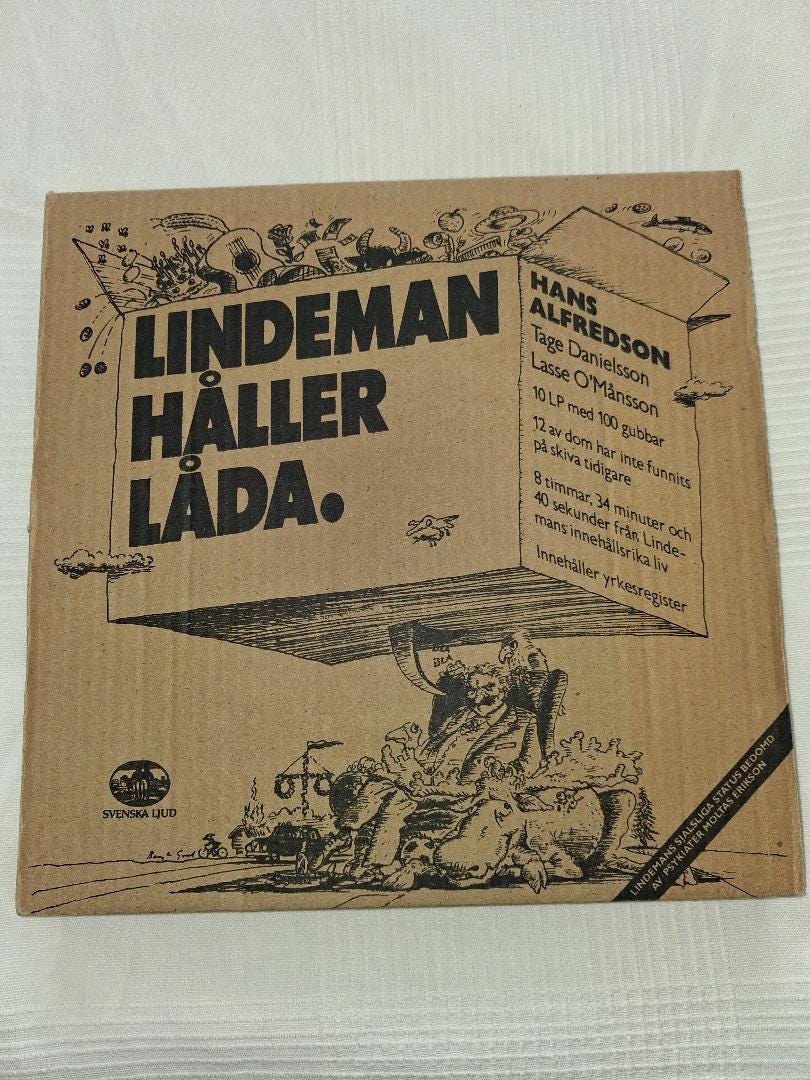 LINDEMAN
HÅLLER
LÅDA.
HANS
ALFREDSON
Tage Danielsson
Lasse O'Månsson
10 LP med 100 gubbar
12 av dom har inte funnits
på skiva tidigare
8 timmar, 34 minuter och
40 sekunder från Linde-
mans innehållsrika liv
Innehåller yrkesregister
BLA
SVENSKA LJUD
LINDEMANS SJÄLSLIGA STATUS BEDÖMD
AV PSYKIATER MOLTAS ERIKSON